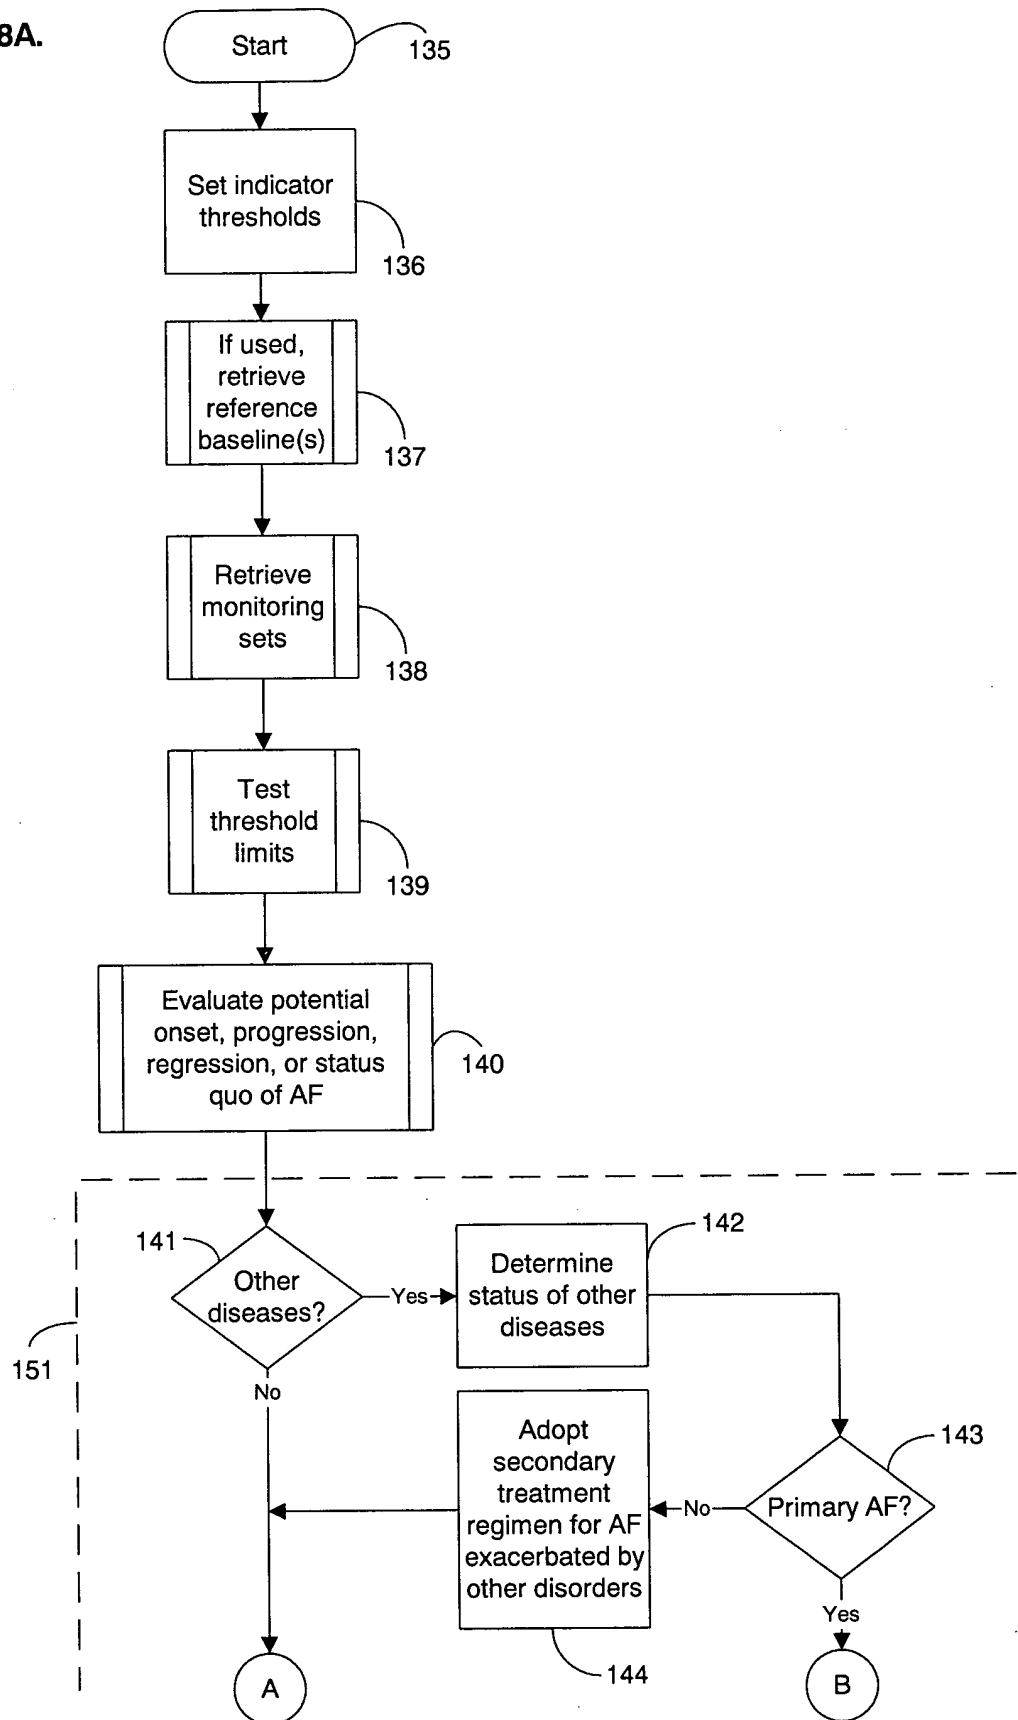 8A.
Start
135
Set indicator
thresholds
136
If used,
retrieve
reference
baseline(s)
137
Retrieve
monitoring
sets
138
Test
threshold
limits
139
Evaluate potential
onset, progression,
regression, or status
quo of AF
140
141
Other
diseases?
Yes
142
Determine
status of other
diseases
151
No
Adopt
secondary
treatment
regimen for AF
exacerbated by
other disorders
144
143
Primary AF?
No
Yes
A
B